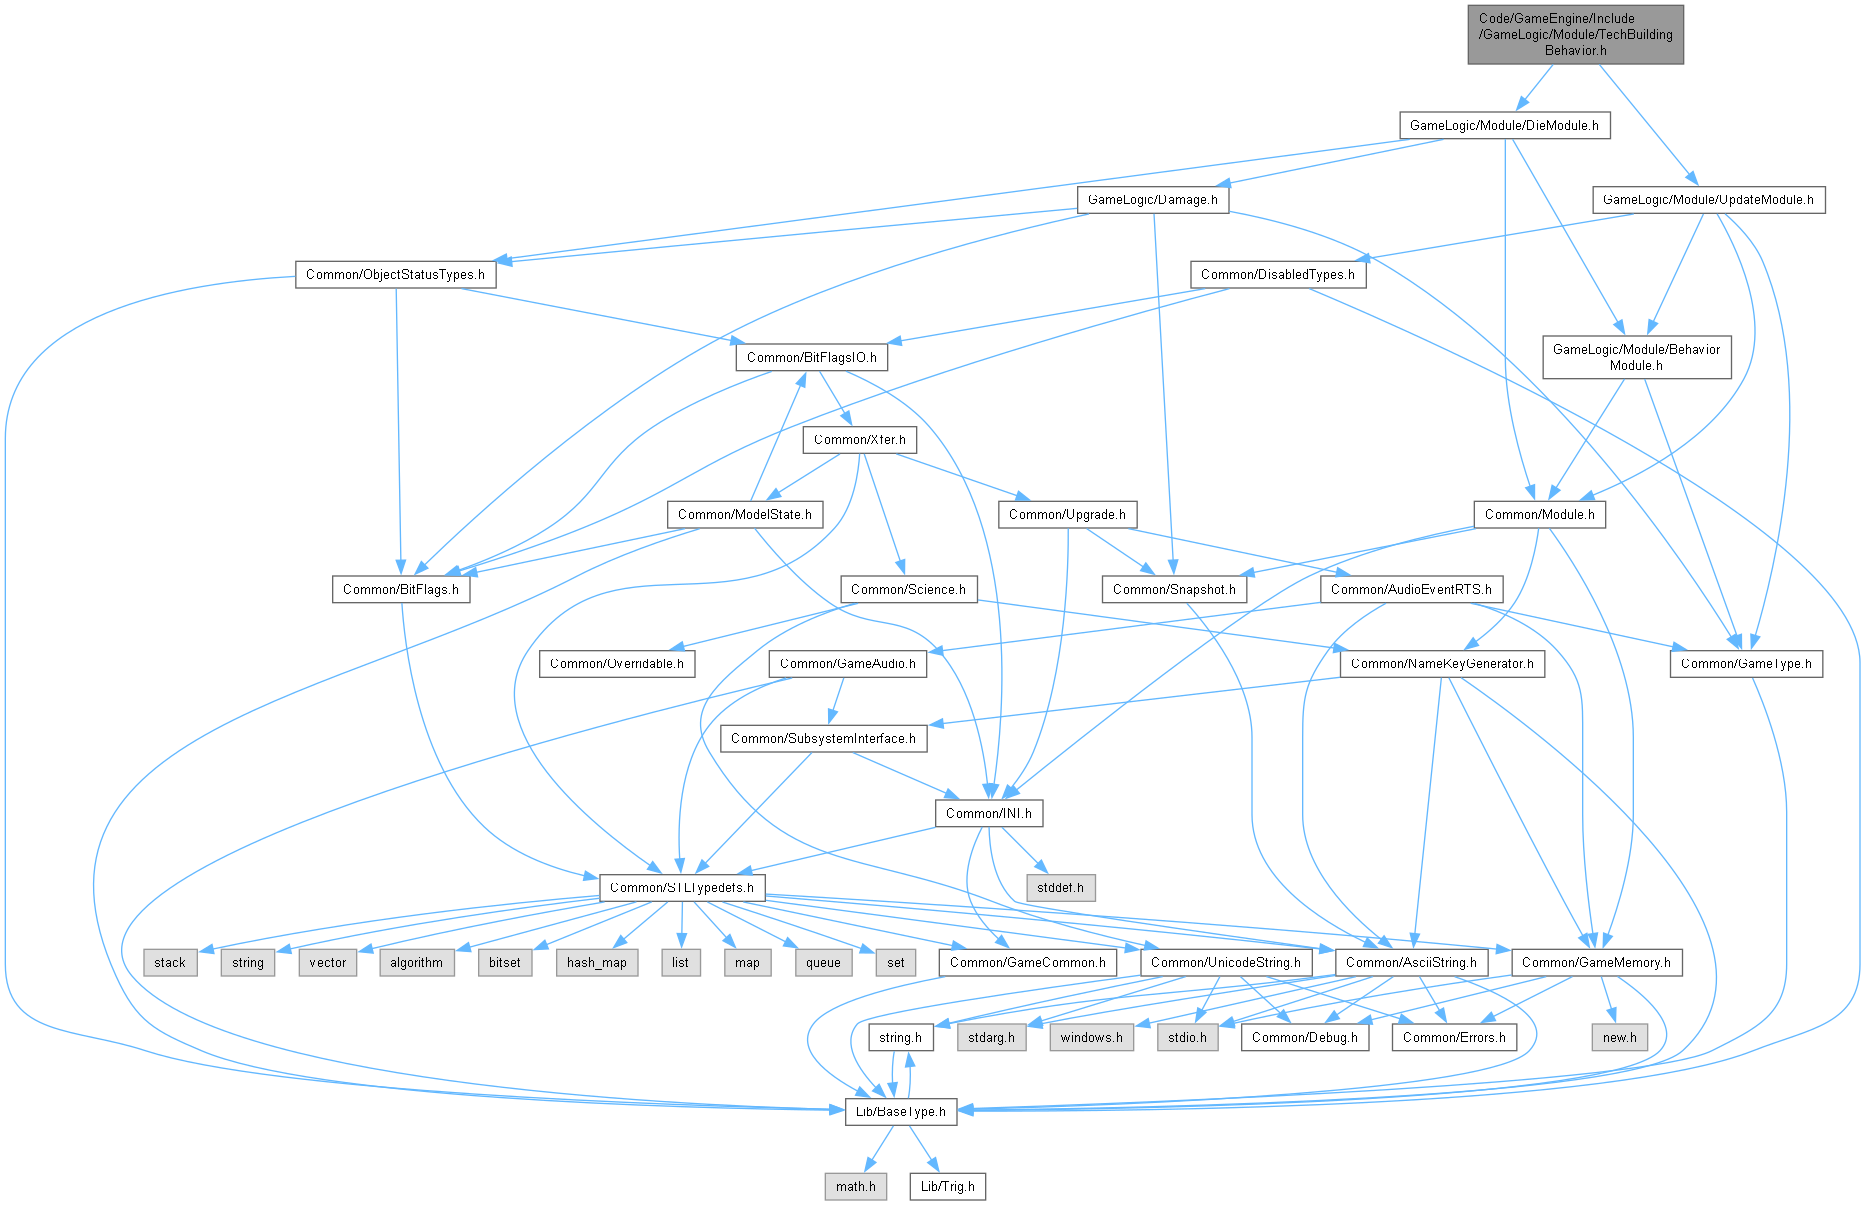 Code/GameEngine/Include
/GameLogic/Module/TechBuilding
Behavior.h
GameLogic/Module/DieModule.h
GameLogic/Damage.h
GameLogic/Module/UpdateModule.h
Common/ObjectStatusTypes.h
Common/DisabledTypes.h
Common/BitFlagsIO.h
GameLogic/Module/Behavior
Module.h
Common/Xfer.h
Common/ModelState.h
Common/Upgrade.h
Common/Module.h
Common/BitFlags.h
Common/Science.h
Common/Snapshot.h
Common/AudioEventRTS.h
Common/Overridable.h
Common/GameAudio.h
Common/NameKeyGenerator.h
Common/GameType.h
Common/SubsystemInterface.h
Common/INI.h
Common/STLTypedefs.h
stddef.h
stack
string
vector
algorithm
bitset
hash_map
list
map
queue
set
Common/GameCommon.h
Common/UnicodeString.h
Common/AsciiString.h
Common/GameMemory.h
string.h
stdarg.h
windows.h
stdio.h
Common/Debug.h
Common/Errors.h
new.h
Lib/BaseType.h
math.h
Lib/Trig.h